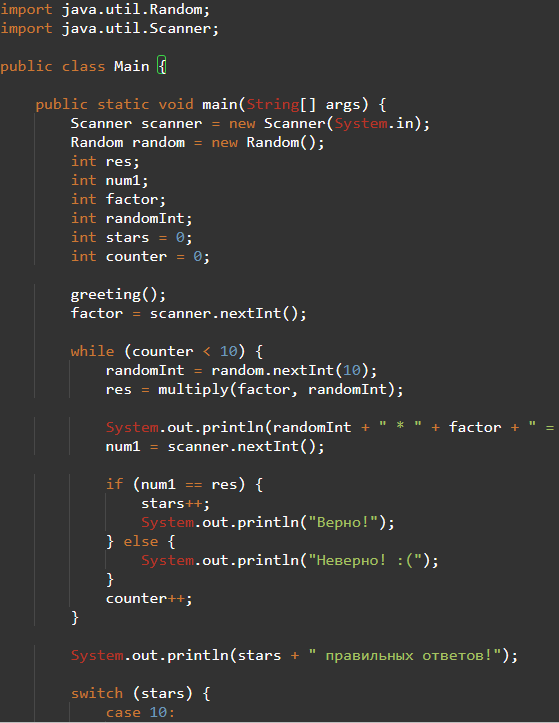 import java.util.Random;
import java.util.Scanner;
public class Main {
public static void main(String[] args) {
Scanner scanner = new Scanner(System.in);
Random random = new Random();
int res;
int num1;
int factor;
int randomInt;
int stars = 0;
int counter = 0;
greeting();
factor = scanner.nextInt();
while (counter < 10) {
randomInt = random.nextInt(10);
res = multiply(factor, randomInt);
System.out.println(randomInt + " * " + factor + " =
num1 = scanner.nextInt();
if (num1 == res) {
stars++;
System.out.println("Верно!");
} else {
System.out.println("Неверно! :(");
}
counter++;
}
System.out.println(stars + " правильных ответов!");
switch (stars) {
case 10: